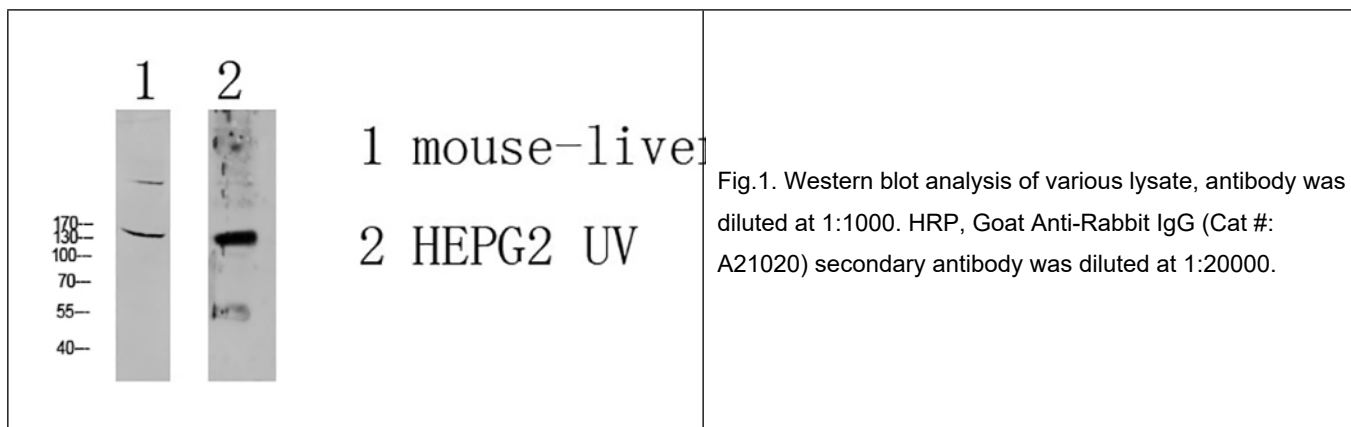 1 2
1 mouse-liver
170--
130--
100---
70---
2 HEPG2 UV
55---
40---
Fig.1. Western blot analysis of various lysate, antibody was
diluted at 1:1000. HRP, Goat Anti-Rabbit IgG (Cat #:
A21020) secondary antibody was diluted at 1:20000.